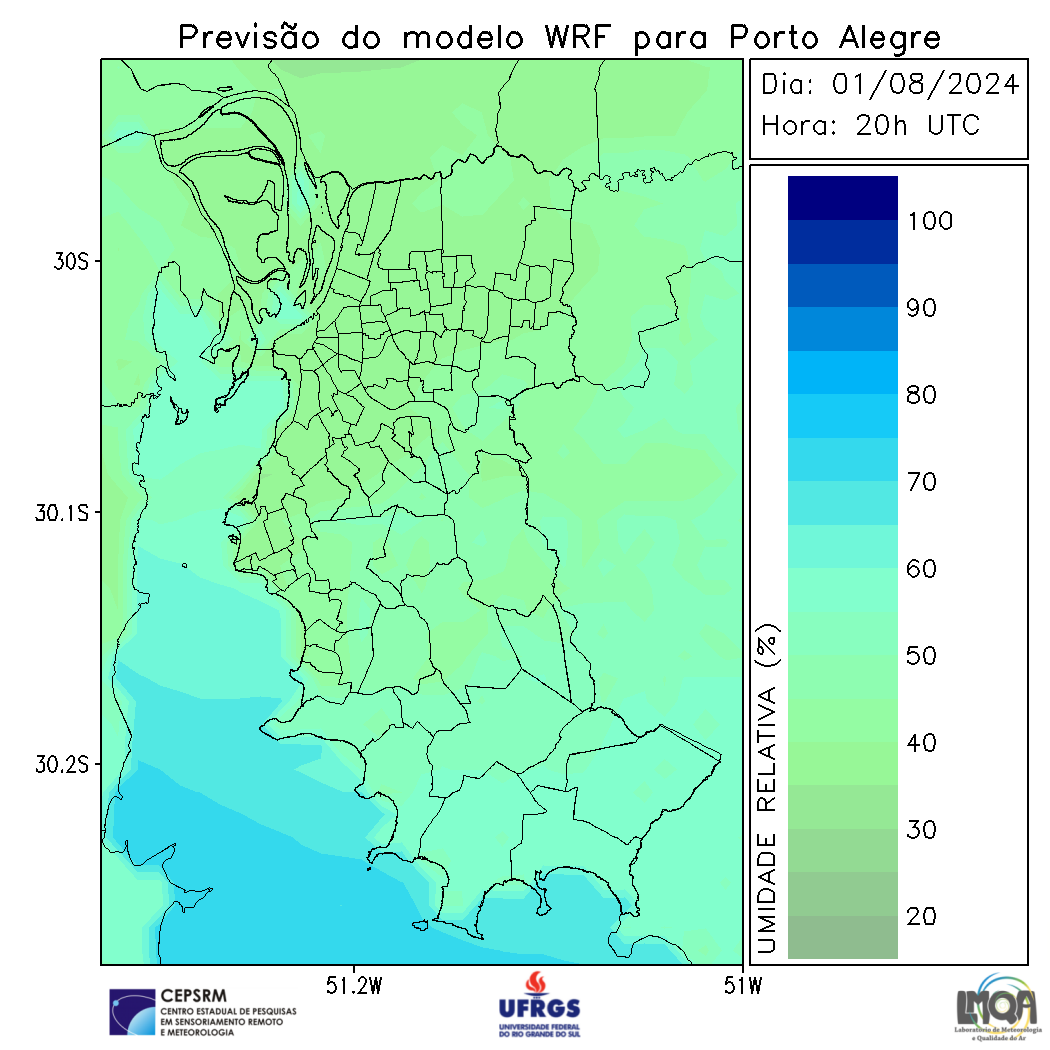 Previsão do modelo WRF para Porto Alegre
Dia: 01/08/2024
Hora: 20h UTC
100
90
80
70
60
50
40
30
20
UMIDADE RELATIVA (%)
30S
30.1S
30.2S
51.2W
51W
CEPSRM
CENTRO ESTADUAL DE PESQUISAS
EM SENSORIAMENTO REMOTO
E METEOROLOGIA
UFRGS
UNIVERSIDADE FEDERAL
DO RIO GRANDE DO SUL
LMQA
Laboratório de Meteorologia
e Qualidade do Ar